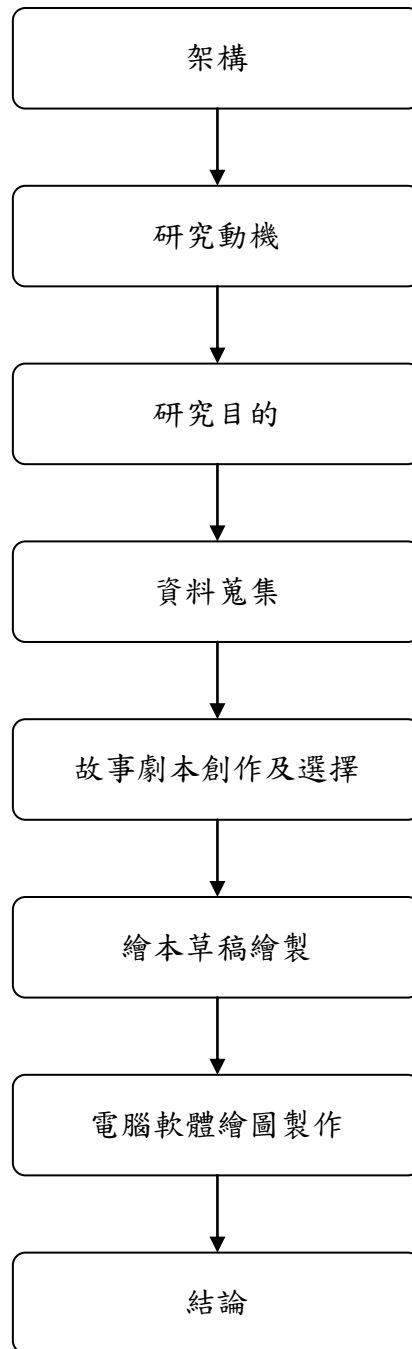 架構
研究動機
研究目的
資料蒐集
故事劇本創作及選擇
繪本草稿繪製
電腦軟體繪圖製作
結論